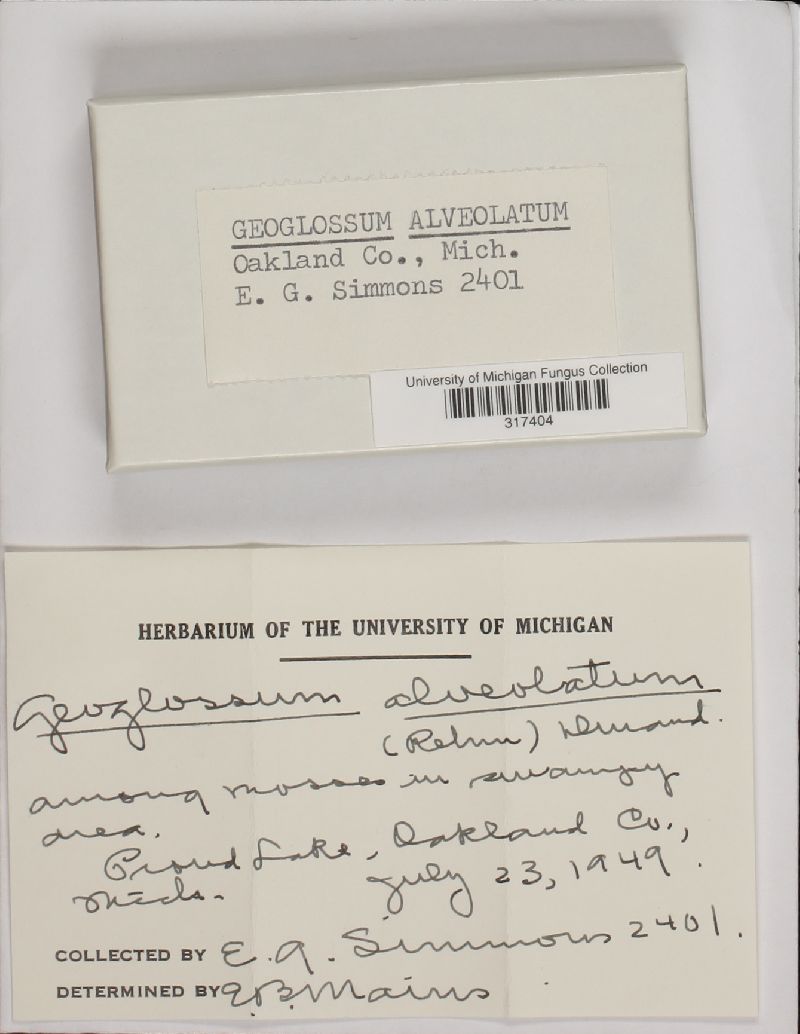 GEOGLOSSUM ALVEOLATUM
Oakland Co., Mich.
E. G. Simmons 2401
University of Michigan Fungus Collection
317404
HERBARIUM OF THE UNIVERSITY OF MICHIGAN
Geoglossum alveolatum
(Rehm) Durand.
among mosses in swampy
area.
Proud Lake, Oakland Co.,
Mich. July 23, 1949.
COLLECTED BY E. G. Simmons 2401.
DETERMINED BY E.B. Mains